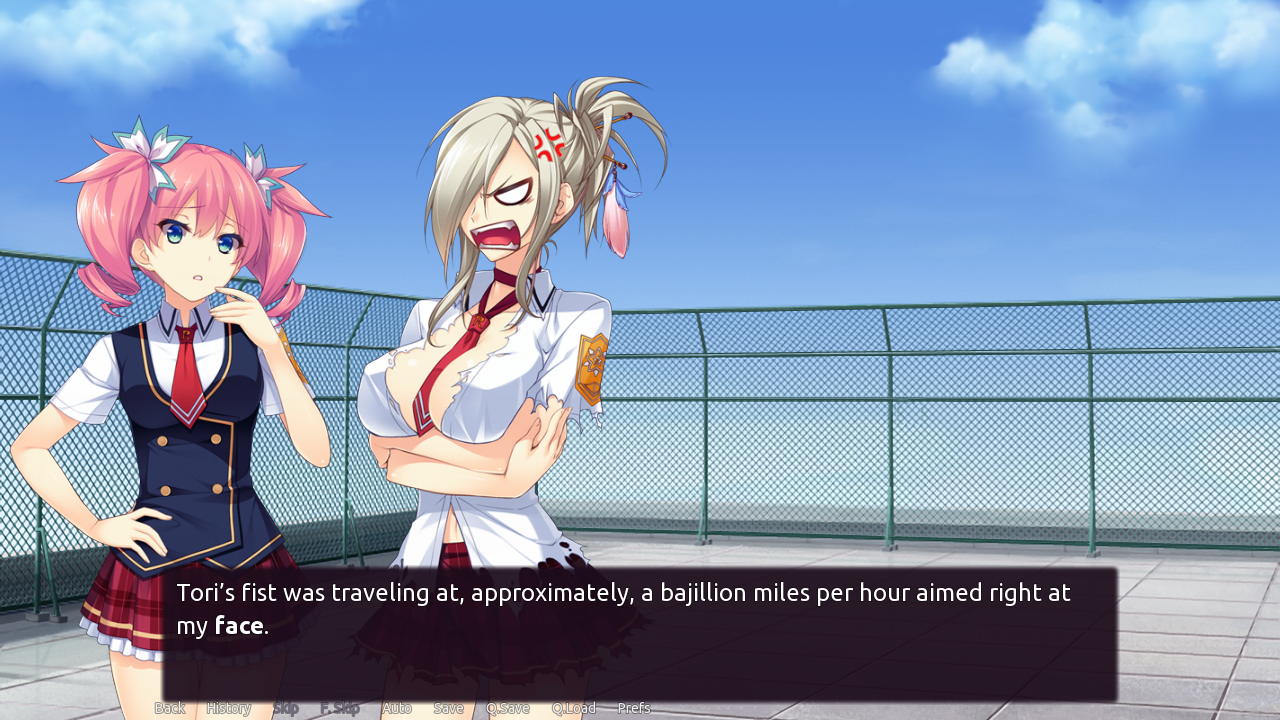 Tori’s fist was traveling at, approximately, a bajillion miles per hour aimed right at
my face.
Back History Skip F.Skip Auto Save Q.Save Q.Load Prefs